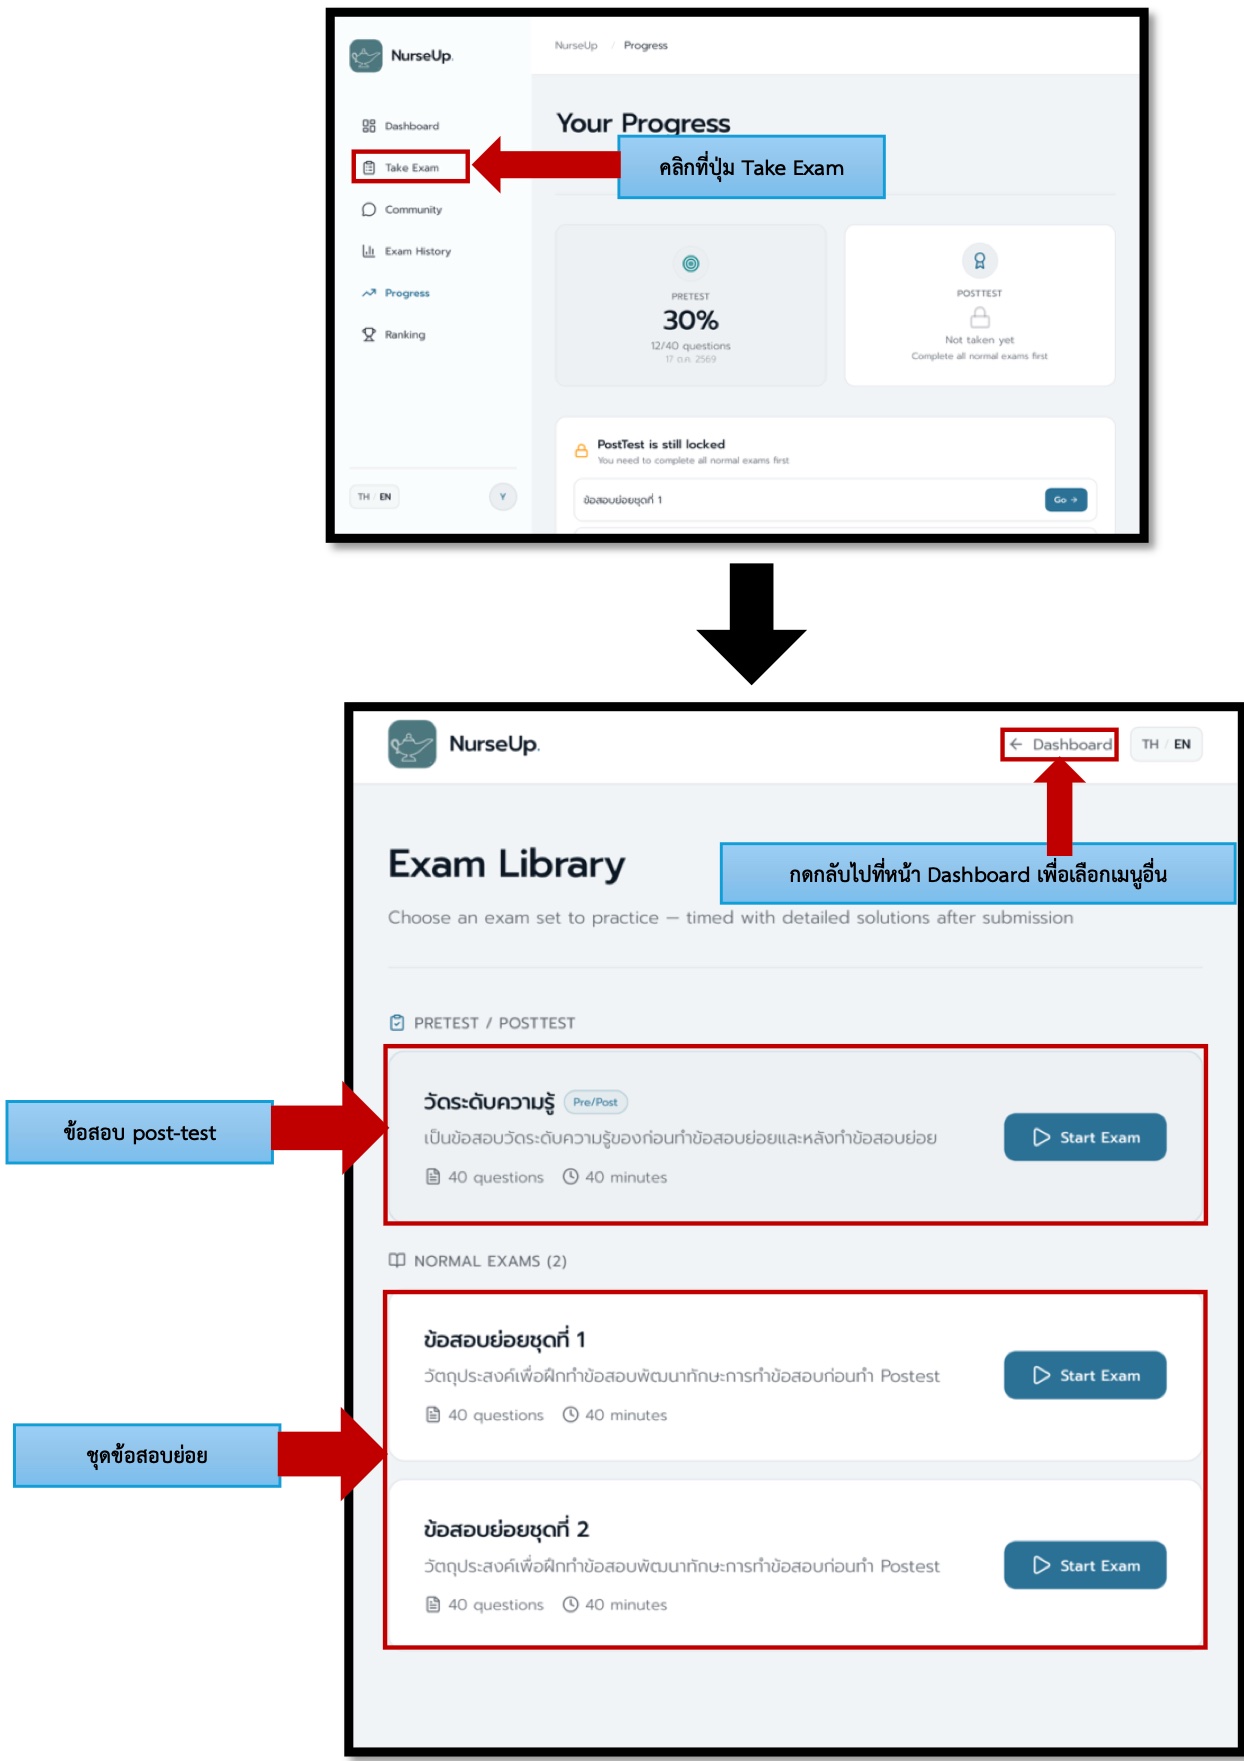 NurseUp.
NurseUp / Progress
Dashboard
Take Exam
Community
Exam History
Progress
Ranking
TH / EN
Y
Your Progress
คลิกที่ปุ่ม Take Exam
PRETEST
30%
12/40 questions
17 ต.ค. 2569
POSTTEST
Not taken yet
Complete all normal exams first
PostTest is still locked
You need to complete all normal exams first
ข้อสอบย่อยชุดที่ 1
Go →
NurseUp.
← Dashboard
TH / EN
กดกลับไปที่หน้า Dashboard เพื่อเลือกเมนูอื่น
Exam Library
Choose an exam set to practice — timed with detailed solutions after submission
PRETEST / POSTTEST
ข้อสอบ post-test
วัดระดับความรู้ Pre/Post
เป็นข้อสอบวัดระดับความรู้ของก่อนทำข้อสอบย่อยและหลังทำข้อสอบย่อย
40 questions 40 minutes
Start Exam
NORMAL EXAMS (2)
ชุดข้อสอบย่อย
ข้อสอบย่อยชุดที่ 1
วัตถุประสงค์เพื่อฝึกทำข้อสอบพัฒนาทักษะการทำข้อสอบก่อนทำ Postest
40 questions 40 minutes
Start Exam
ข้อสอบย่อยชุดที่ 2
วัตถุประสงค์เพื่อฝึกทำข้อสอบพัฒนาทักษะการทำข้อสอบก่อนทำ Postest
40 questions 40 minutes
Start Exam